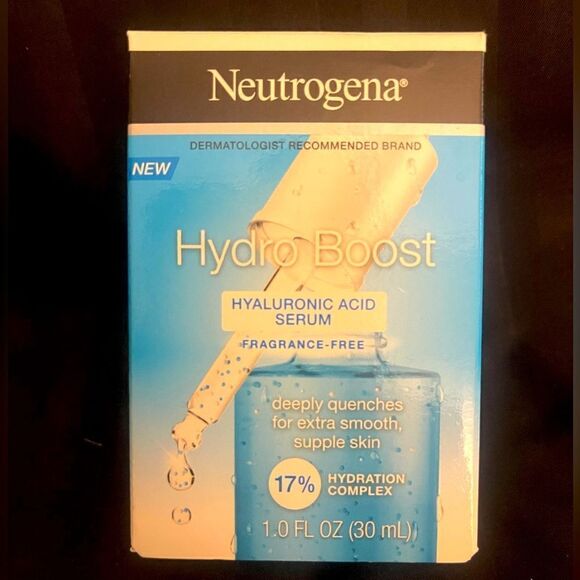 Neutrogena®
DERMATOLOGIST RECOMMENDED BRAND
NEW
Hydro Boost
HYALURONIC ACID
SERUM
FRAGRANCE-FREE
deeply quenches
for extra smooth,
supple skin
17% HYDRATION
COMPLEX
1.0 FL OZ (30 mL)